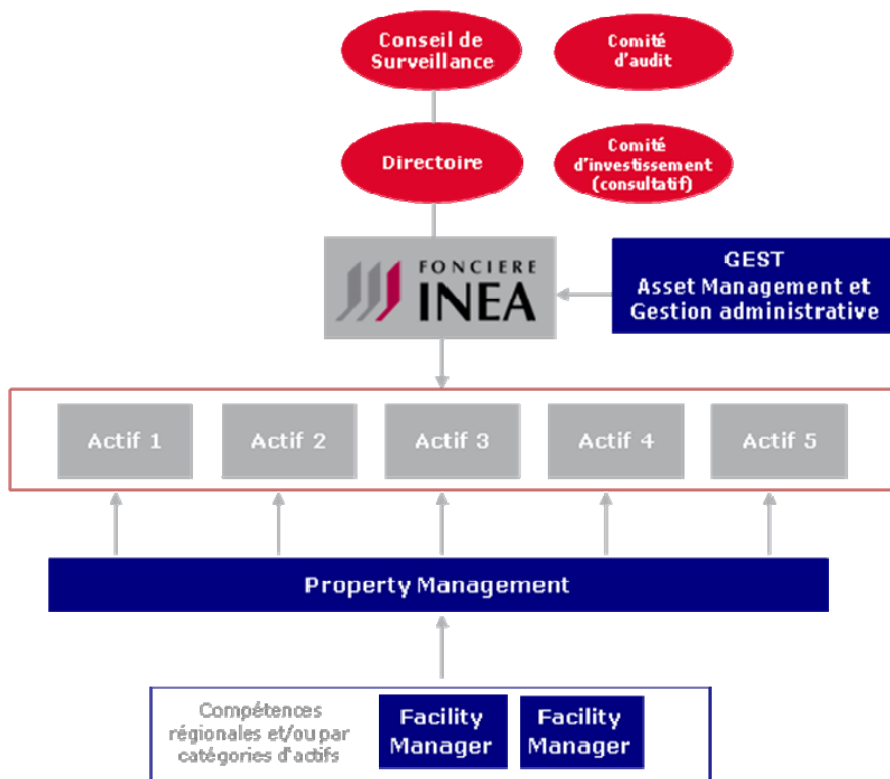 Conseil de
Surveillance
Comité
d'audit
Directoire
Comité
d'investissement
(consultatif)
FONCIERE
INEA
GEST
Asset Management et
Gestion administrative
Actif 1
Actif 2
Actif 3
Actif 4
Actif 5
Property Management
Compétences
régionales et/ou par
catégories d'actifs
Facility
Manager
Facility
Manager